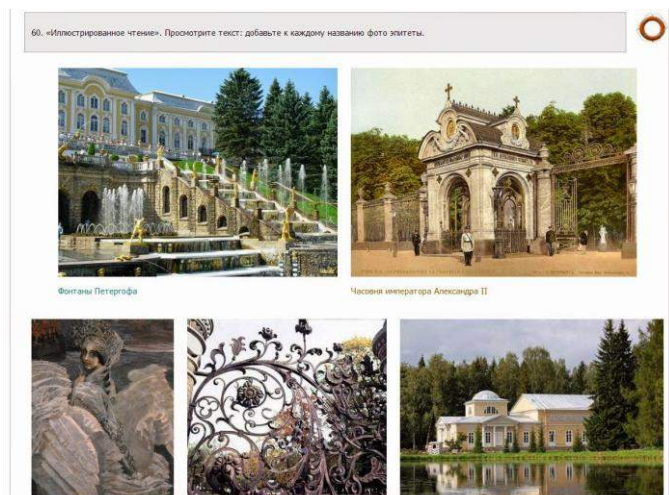 60. «Иллюстрированное чтение». Просмотрите текст: добавьте к каждому названию фото эпитеты.
Фонтаны Петергофа
Часовня императора Александра II